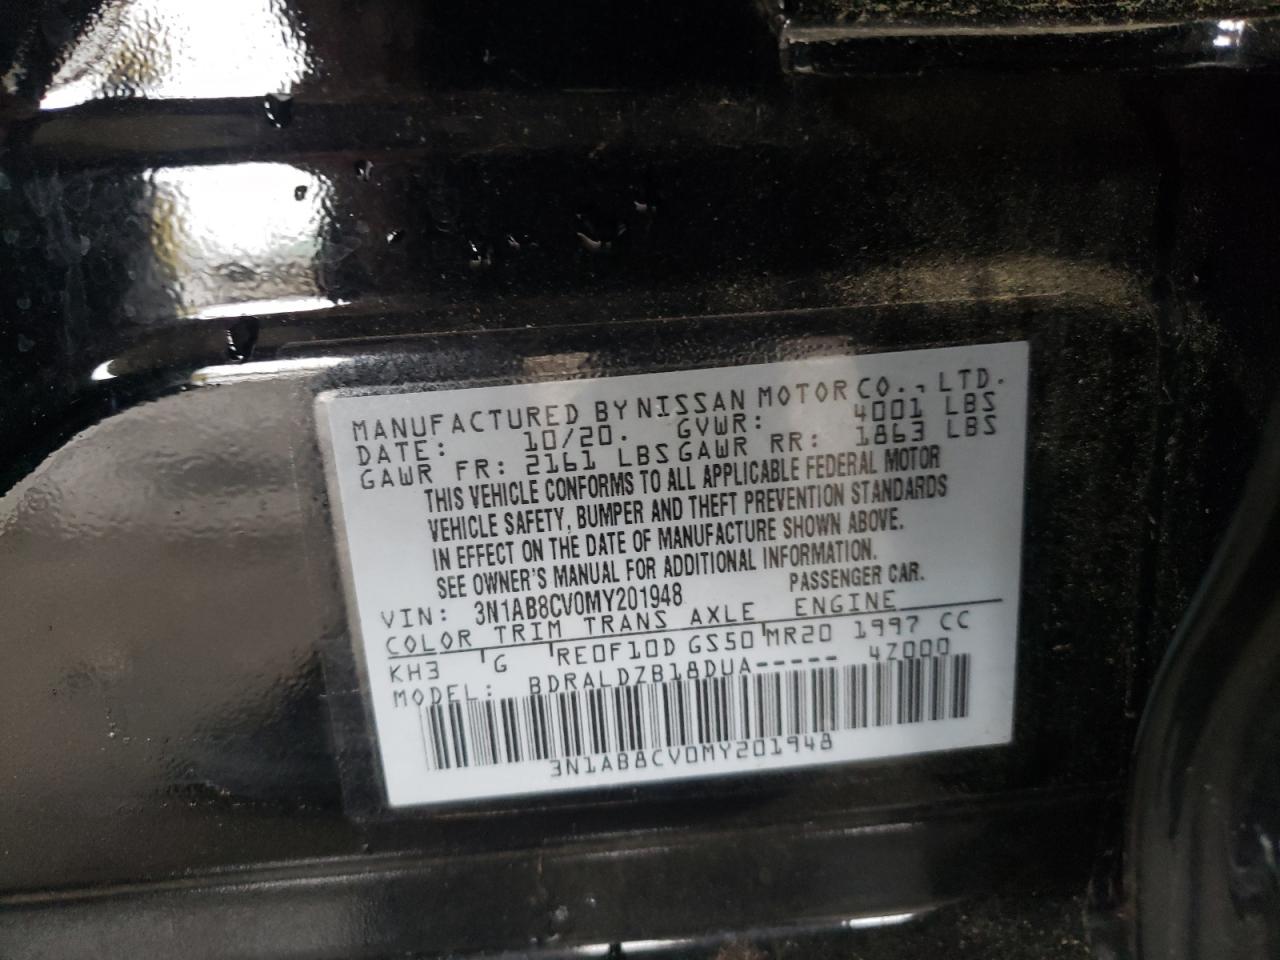 MANUFACTURED BY NISSAN MOTOR CO., LTD.
DATE: 10/20. GVWR: 4001 LBS
GAWR FR: 2161 LBS GAWR RR: 1863 LBS
THIS VEHICLE CONFORMS TO ALL APPLICABLE FEDERAL MOTOR
VEHICLE SAFETY, BUMPER AND THEFT PREVENTION STANDARDS
IN EFFECT ON THE DATE OF MANUFACTURE SHOWN ABOVE.
SEE OWNER'S MANUAL FOR ADDITIONAL INFORMATION.
VIN: 3N1AB8CV0MY201948 PASSENGER CAR.
COLOR TRIM TRANS AXLE ENGINE
KH3 G RE0F10D GS50 MR20 1997 CC
MODEL: BDRALDZB18DUA----- 47000
3N1AB8CV0MY201948